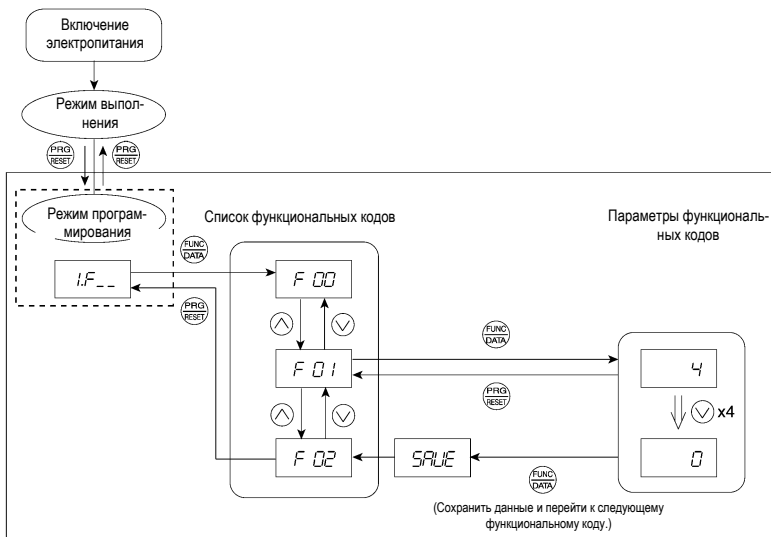 Включение
электропитания
Режим выпол-
нения
PRG
RESET
PRG
RESET
Режим програм-
мирования
Список функциональных кодов
Параметры функциональ-
ных кодов
FUNC
DATA
1.F__
F 00
PRG
RESET
FUNC
DATA
F 01
4
PRG
RESET
x4
F 02
SAVE
0
FUNC
DATA
(Сохранить данные и перейти к следующему
функциональному коду.)